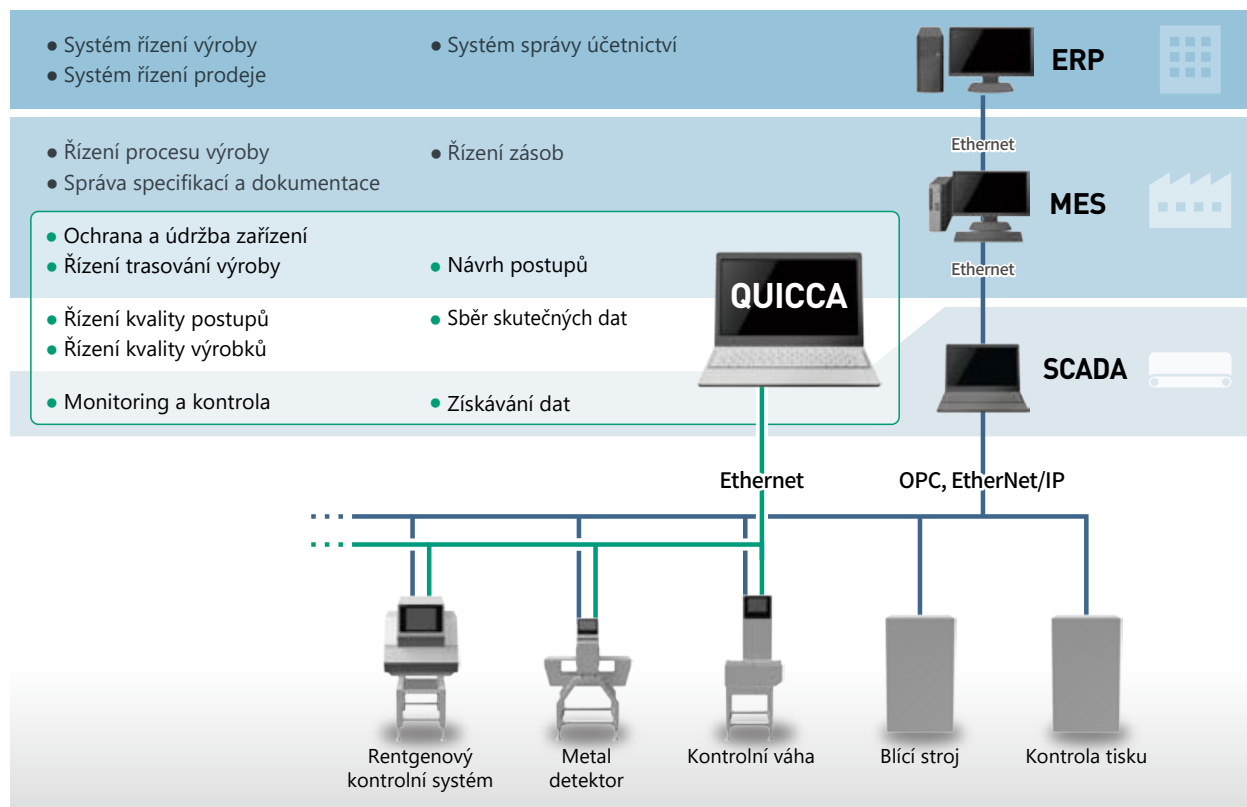 ● Systém řízení výroby
● Systém správy účetnictví
● Systém řízení prodeje
ERP
Ethernet
● Řízení procesu výroby
● Řízení zásob
● Správa specifikací a dokumentace
MES
● Ochrana a údržba zařízení
● Řízení trasování výroby
● Návrh postupů
Ethernet
QUICCA
● Řízení kvality postupů
● Sběr skutečných dat
● Řízení kvality výrobků
SCADA
● Monitoring a kontrola
● Získávání dat
Ethernet
OPC, EtherNet/IP
Rentgenový
kontrolní systém
Metal
detektor
Kontrolní váha
Blící stroj
Kontrola tisku